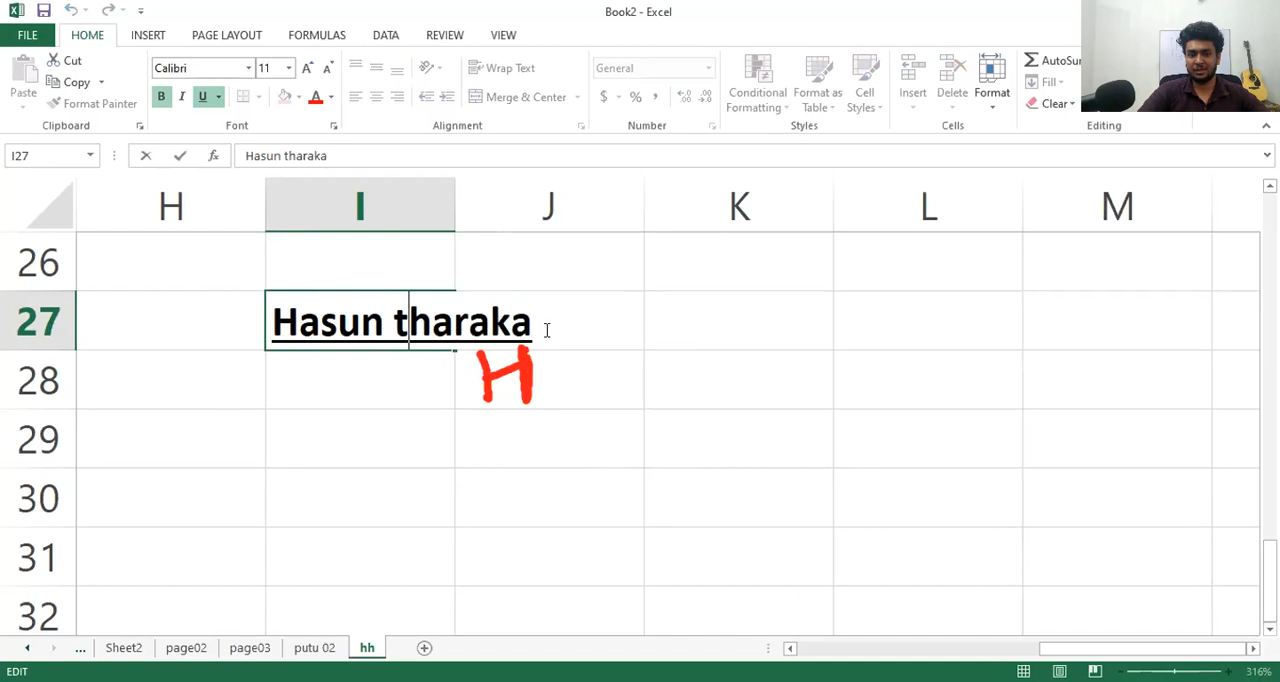 Book2 - Excel
FILE HOME INSERT PAGE LAYOUT FORMULAS DATA REVIEW VIEW
Paste
Cut
Copy
Format Painter
Clipboard
Calibri 11
B I U A
Font
Wrap Text
Merge & Center
Alignment
General
$ % ,
Number
Conditional Formatting
Format as Table
Cell Styles
Styles
Insert Delete Format
Cells
AutoSum
Fill
Clear
Editing
I27 fx Hasun tharaka
H I J K L M
26
27 Hasun tharaka
H
28
29
30
31
32
... Sheet2 page02 page03 putu 02 hh
EDIT 316%